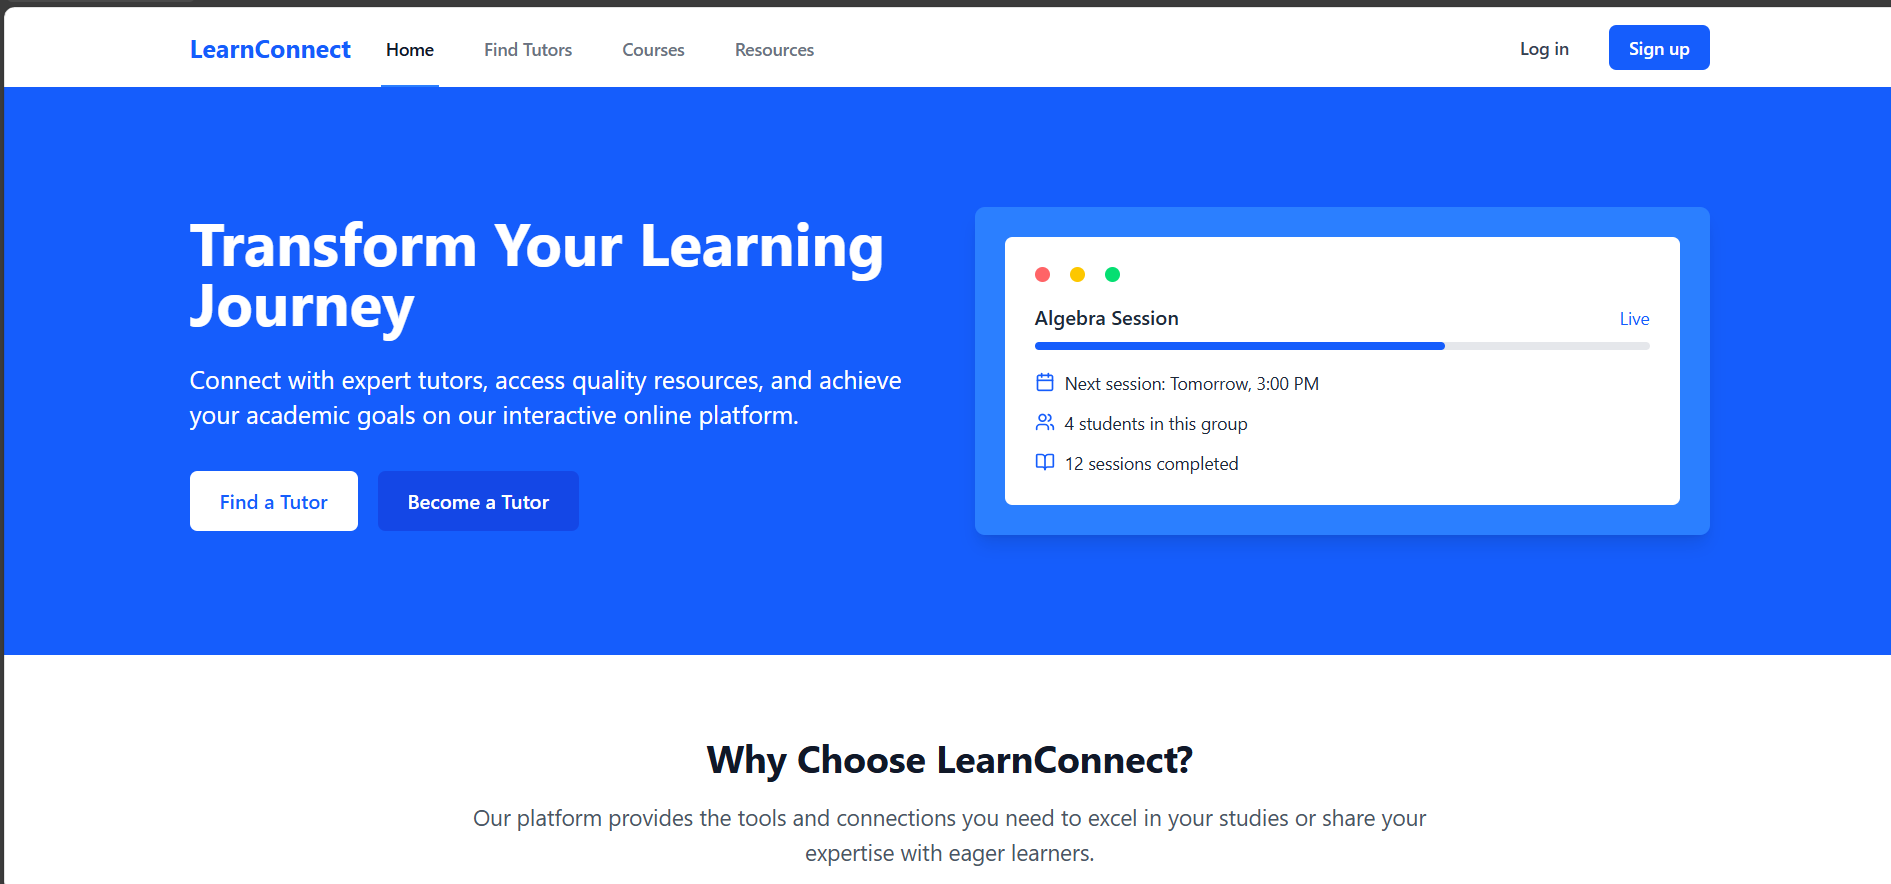 LearnConnect
Home
Find Tutors
Courses
Resources
Log in
Sign up
Transform Your Learning
Journey
Connect with expert tutors, access quality resources, and achieve
your academic goals on our interactive online platform.
Find a Tutor
Become a Tutor
Algebra Session
Live
Next session: Tomorrow, 3:00 PM
4 students in this group
12 sessions completed
Why Choose LearnConnect?
Our platform provides the tools and connections you need to excel in your studies or share your
expertise with eager learners.